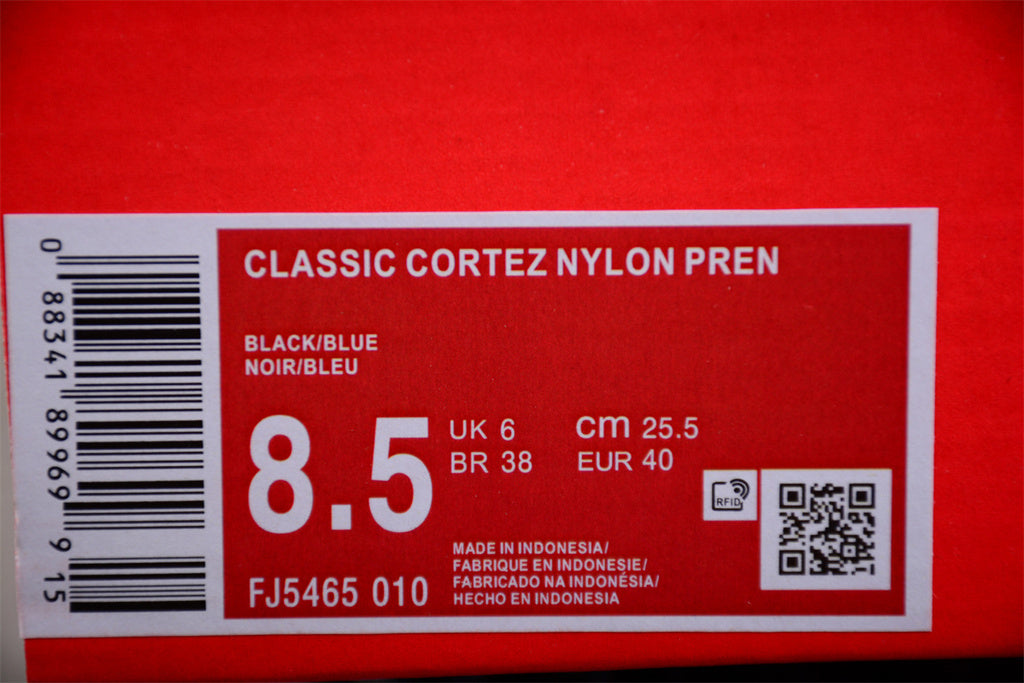 CLASSIC CORTEZ NYLON PREN
BLACK/BLUE
NOIR/BLEU
8.5
UK 6
cm 25.5
BR 38
EUR 40
RFID
MADE IN INDONESIA/
FABRIQUE EN INDONESIE/
FABRICADO NA INDONÉSIA/
HECHO EN INDONESIA
FJ5465 010
0 88341 89969 9 15